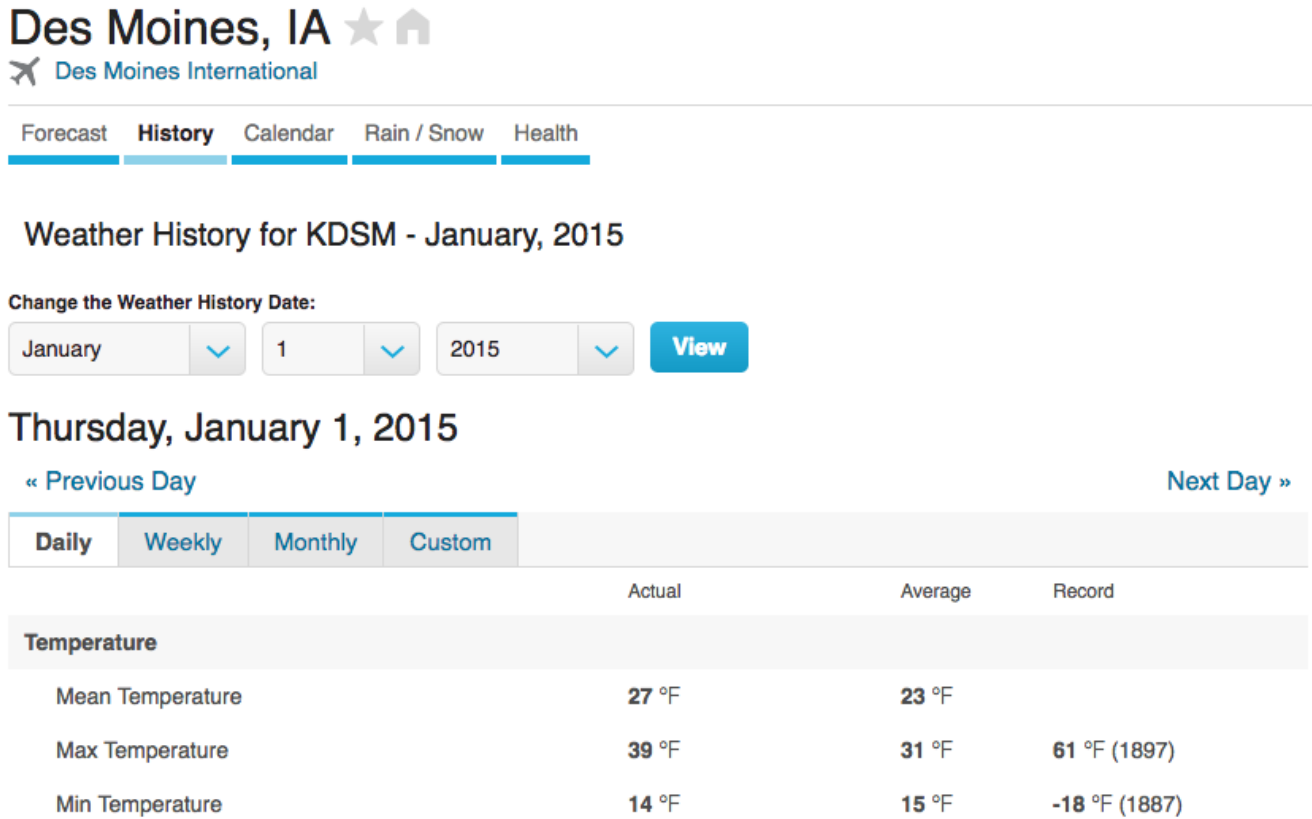 Des Moines, IA
Des Moines International
Forecast History Calendar Rain / Snow Health
Weather History for KDSM - January, 2015
Change the Weather History Date:
January 1 2015 View
Thursday, January 1, 2015
« Previous Day Next Day »
Daily Weekly Monthly Custom
Actual Average Record
Temperature
Mean Temperature 27 °F 23 °F
Max Temperature 39 °F 31 °F 61 °F (1897)
Min Temperature 14 °F 15 °F -18 °F (1887)